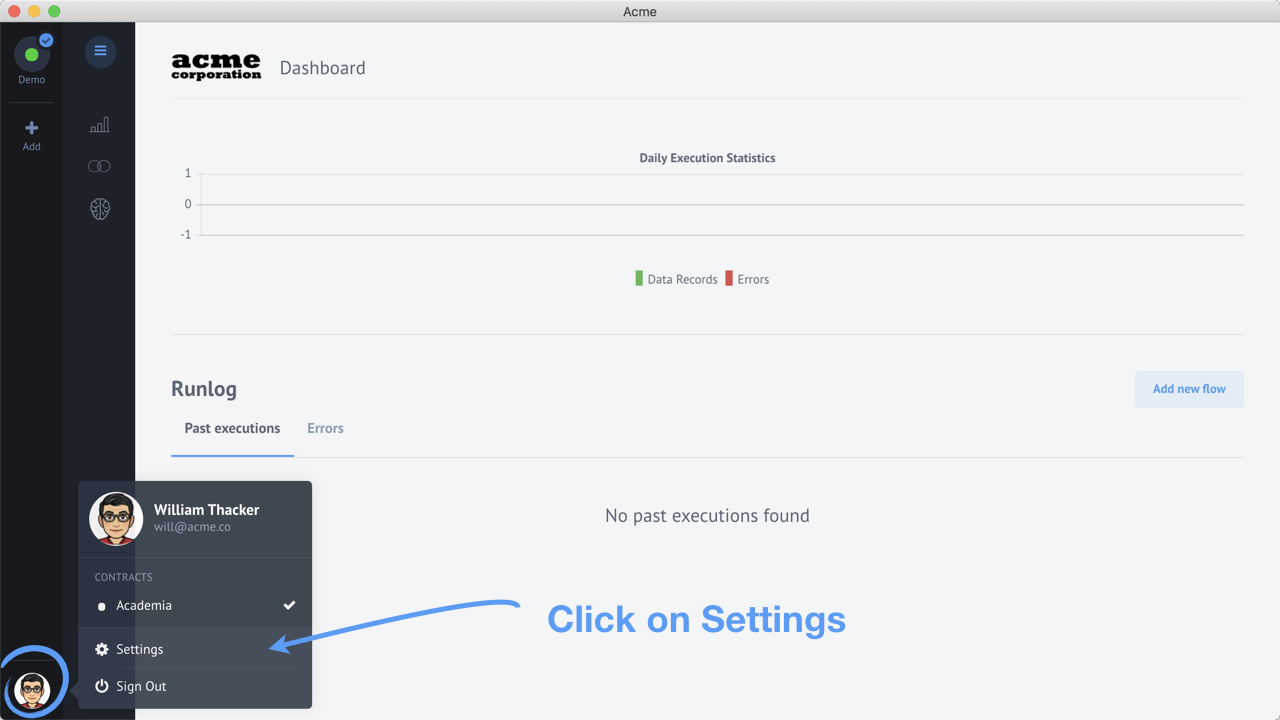 Acme
Demo
Add
acme
corporation
Dashboard
Daily Execution Statistics
1
0
-1
Data Records
Errors
Runlog
Add new flow
Past executions
Errors
No past executions found
William Thacker
will@acme.co
CONTRACTS
Academia
Settings
Sign Out
Click on Settings